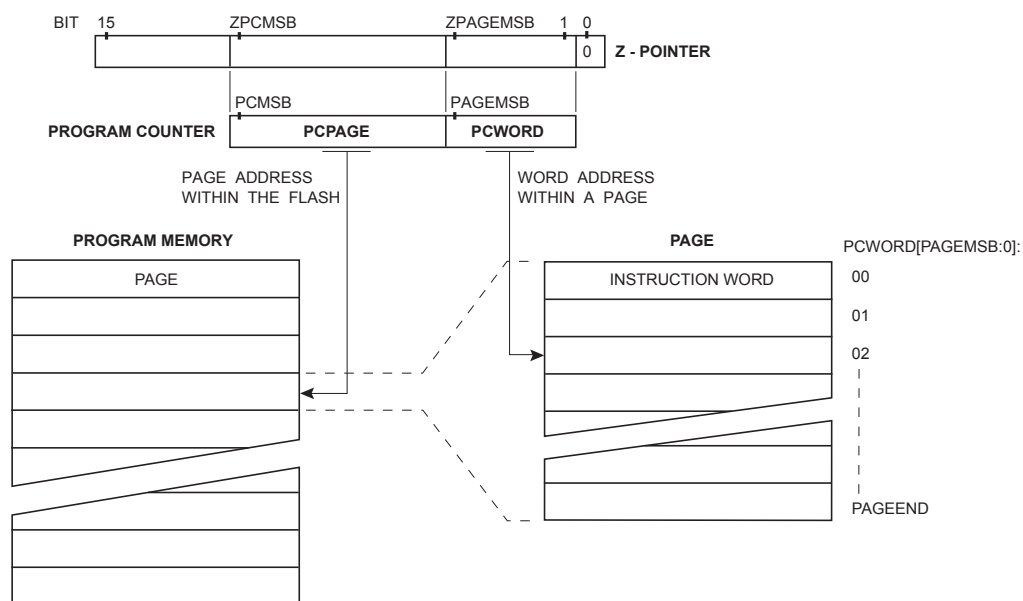 BIT 15 ZPCMSB ZPAGEMSB 1 0
0 Z - POINTER
PCMSB PAGEMSB
PROGRAM COUNTER PCPAGE PCWORD
PAGE ADDRESS
WITHIN THE FLASH
WORD ADDRESS
WITHIN A PAGE
PROGRAM MEMORY
PAGE
PAGE PCWORD[PAGEMSB:0]:
INSTRUCTION WORD 00
01
02
PAGEEND